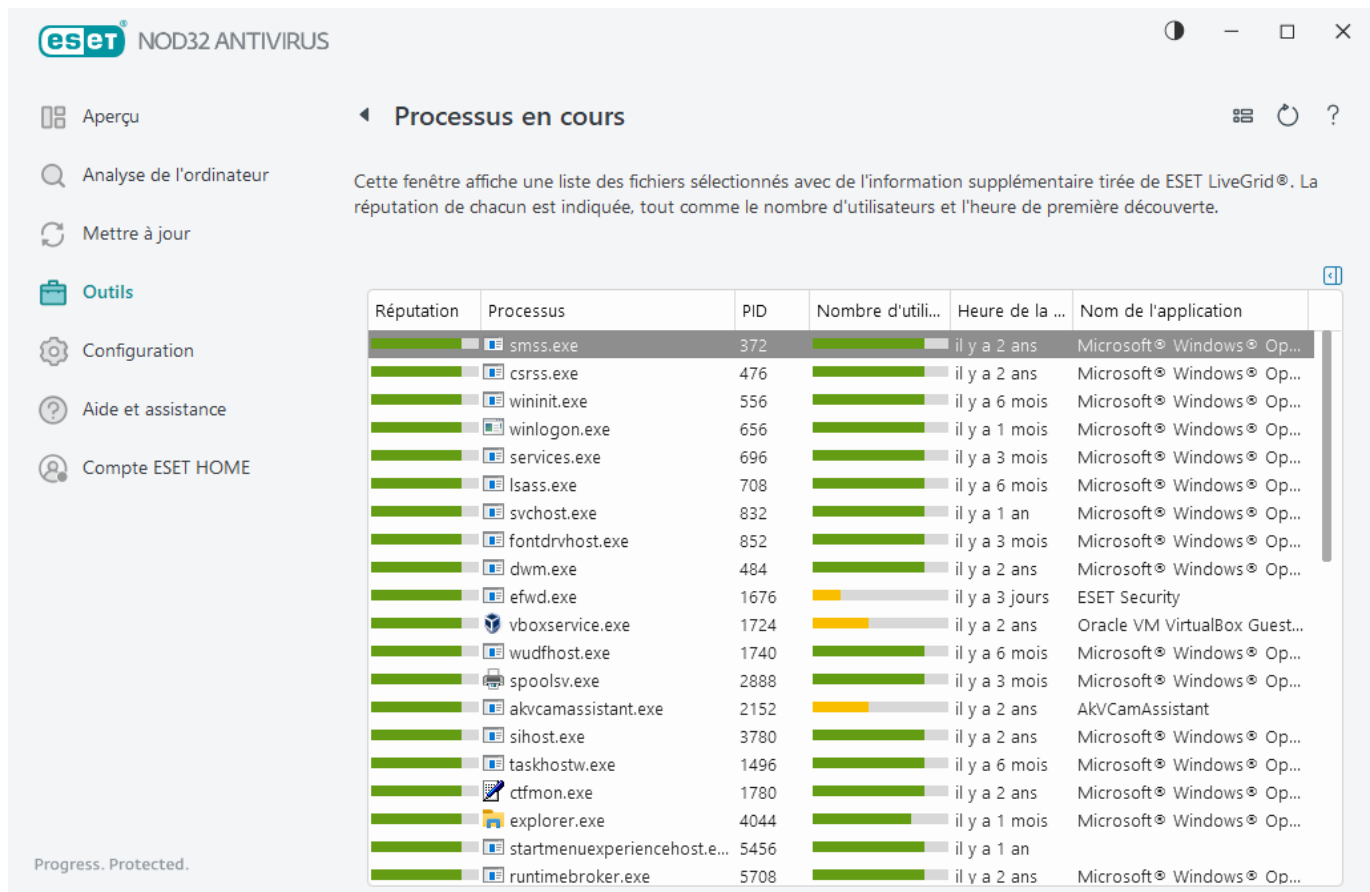 eset® NOD32 ANTIVIRUS
Aperçu
Analyse de l'ordinateur
Mettre à jour
Outils
Configuration
Aide et assistance
Compte ESET HOME
Progress. Protected.
Processus en cours
?
Cette fenêtre affiche une liste des fichiers sélectionnés avec de l'information supplémentaire tirée de ESET LiveGrid®. La
réputation de chacun est indiquée, tout comme le nombre d'utilisateurs et l'heure de première découverte.
Réputation Processus PID Nombre d'utili... Heure de la ... Nom de l'application
smss.exe 372 il y a 2 ans Microsoft® Windows® Op...
csrss.exe 476 il y a 2 ans Microsoft® Windows® Op...
wininit.exe 556 il y a 6 mois Microsoft® Windows® Op...
winlogon.exe 656 il y a 1 mois Microsoft® Windows® Op...
services.exe 696 il y a 3 mois Microsoft® Windows® Op...
lsass.exe 708 il y a 6 mois Microsoft® Windows® Op...
svchost.exe 832 il y a 1 an Microsoft® Windows® Op...
fontdrvhost.exe 852 il y a 3 mois Microsoft® Windows® Op...
dwm.exe 484 il y a 2 ans Microsoft® Windows® Op...
efwd.exe 1676 il y a 3 jours ESET Security
vboxservice.exe 1724 il y a 2 ans Oracle VM VirtualBox Guest...
wudfhost.exe 1740 il y a 6 mois Microsoft® Windows® Op...
spoolsv.exe 2888 il y a 3 mois Microsoft® Windows® Op...
akvcamassistant.exe 2152 il y a 2 ans AkVCamAssistant
sihost.exe 3780 il y a 2 ans Microsoft® Windows® Op...
taskhostw.exe 1496 il y a 6 mois Microsoft® Windows® Op...
ctfmon.exe 1780 il y a 2 ans Microsoft® Windows® Op...
explorer.exe 4044 il y a 1 mois Microsoft® Windows® Op...
startmenuexperiencehost.e... 5456 il y a 1 an
runtimebroker.exe 5708 il y a 2 ans Microsoft® Windows® Op...